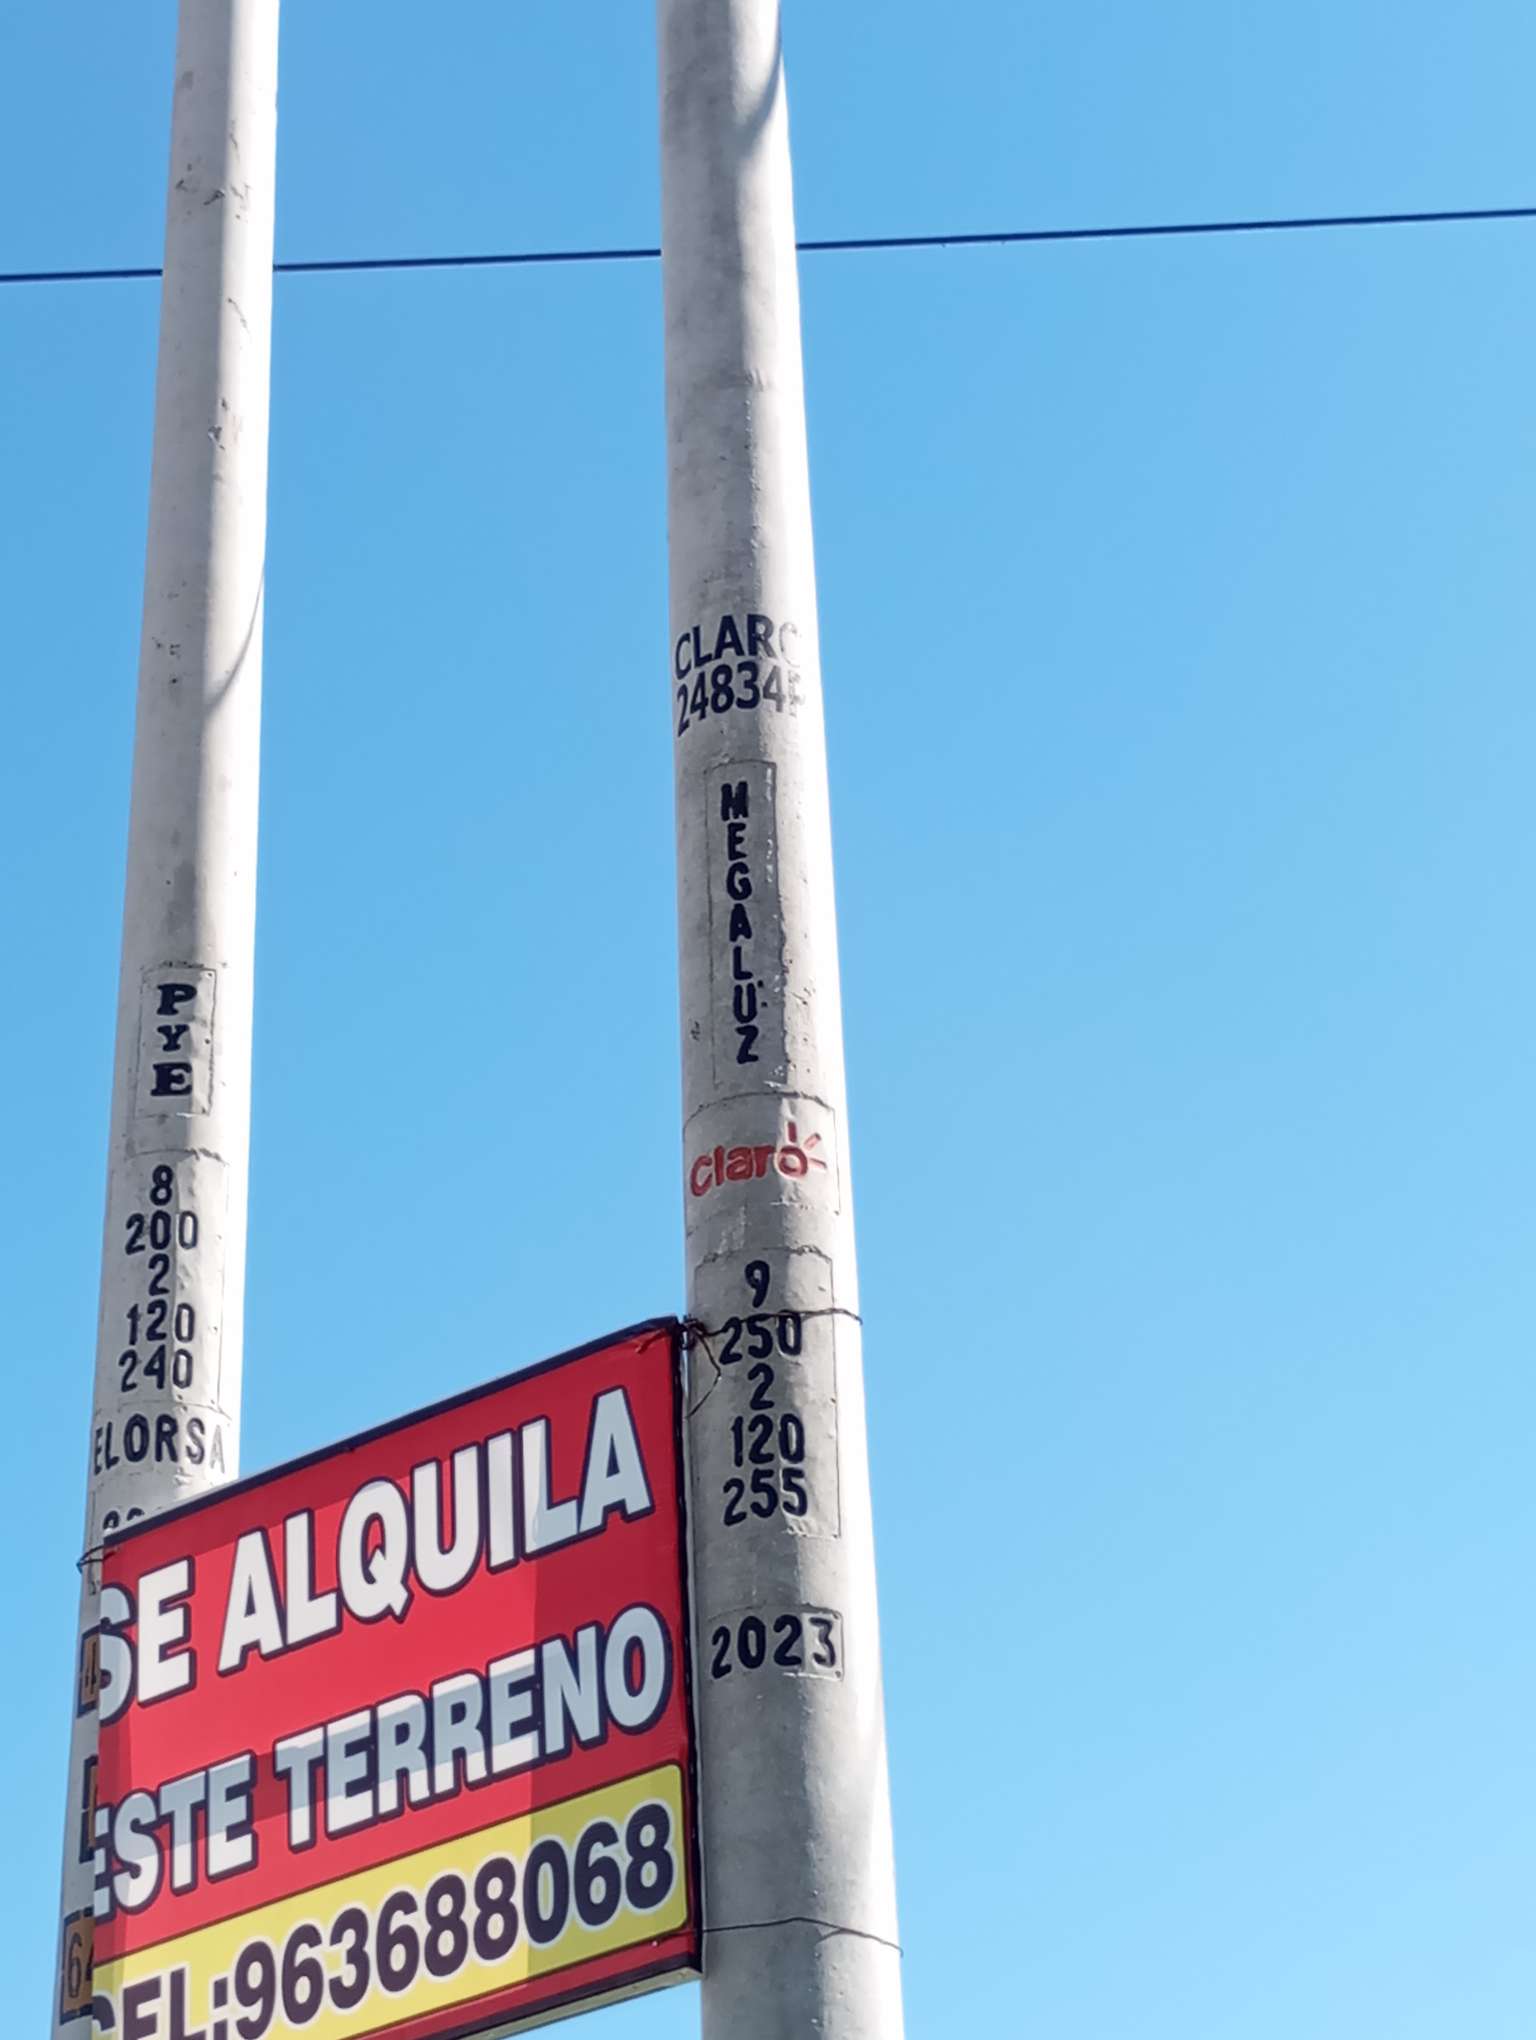 PYE
8
200
2
120
240
ELORSA
CLARO
MEGALUZ
Claro
9
250
2
120
255
2023
SE ALQUILA
ESTE TERRENO
CEL:963688068